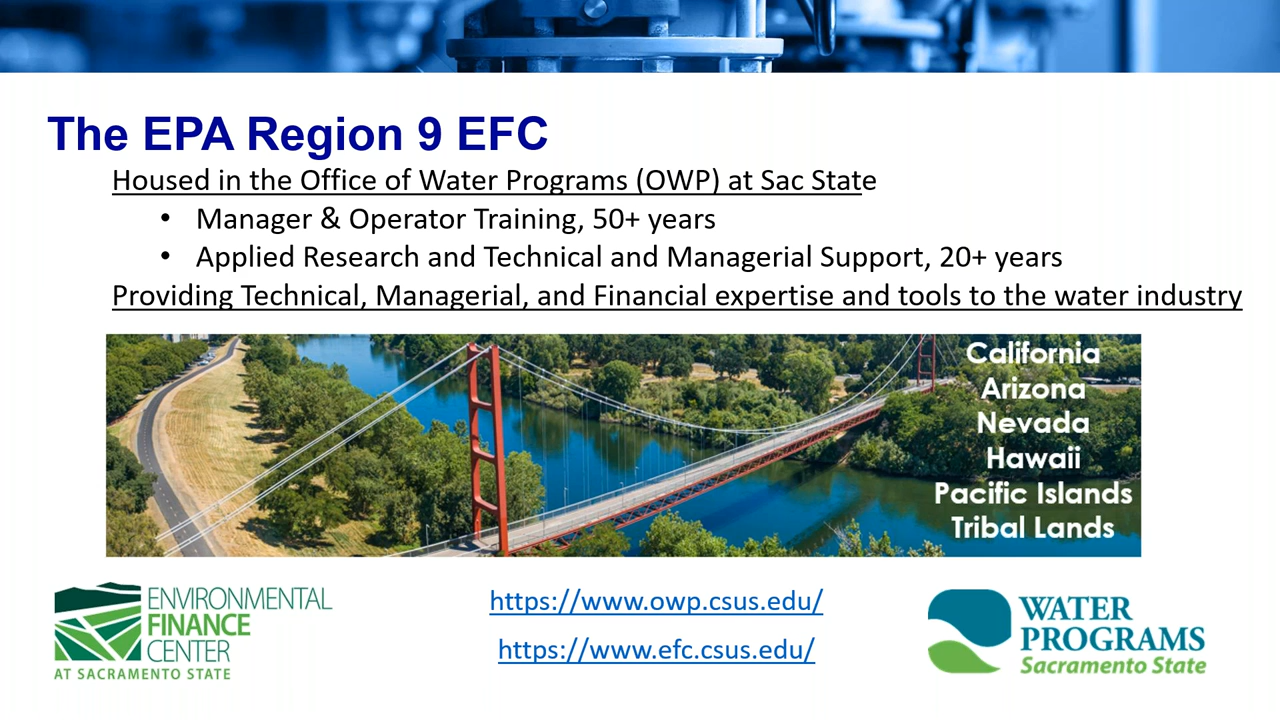 The EPA Region 9 EFC
Housed in the Office of Water Programs (OWP) at Sac State
• Manager & Operator Training, 50+ years
• Applied Research and Technical and Managerial Support, 20+ years
Providing Technical, Managerial, and Financial expertise and tools to the water industry
California
Arizona
Nevada
Hawaii
Pacific Islands
Tribal Lands
ENVIRONMENTAL
FINANCE
CENTER
AT SACRAMENTO STATE
https://www.owp.csus.edu/
https://www.efc.csus.edu/
WATER
PROGRAMS
Sacramento State